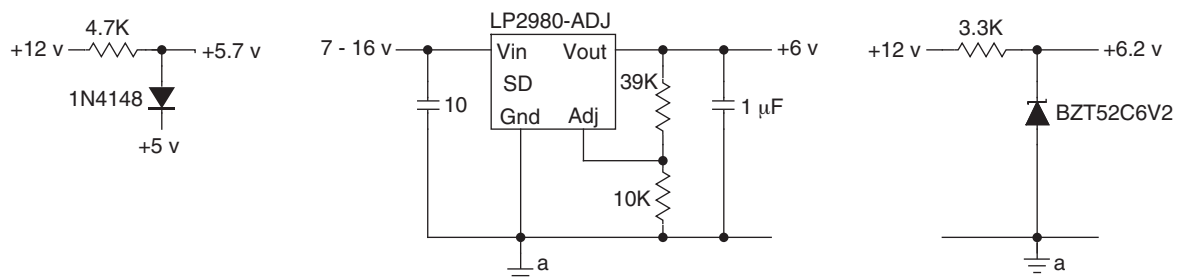 4.7K
+12 v
+5.7 v
1N4148
+5 v
LP2980-ADJ
7 - 16 v
Vin
Vout
+6 v
SD
39K
10
Gnd
Adj
1 μF
10K
a
3.3K
+12 v
+6.2 v
BZT52C6V2
a